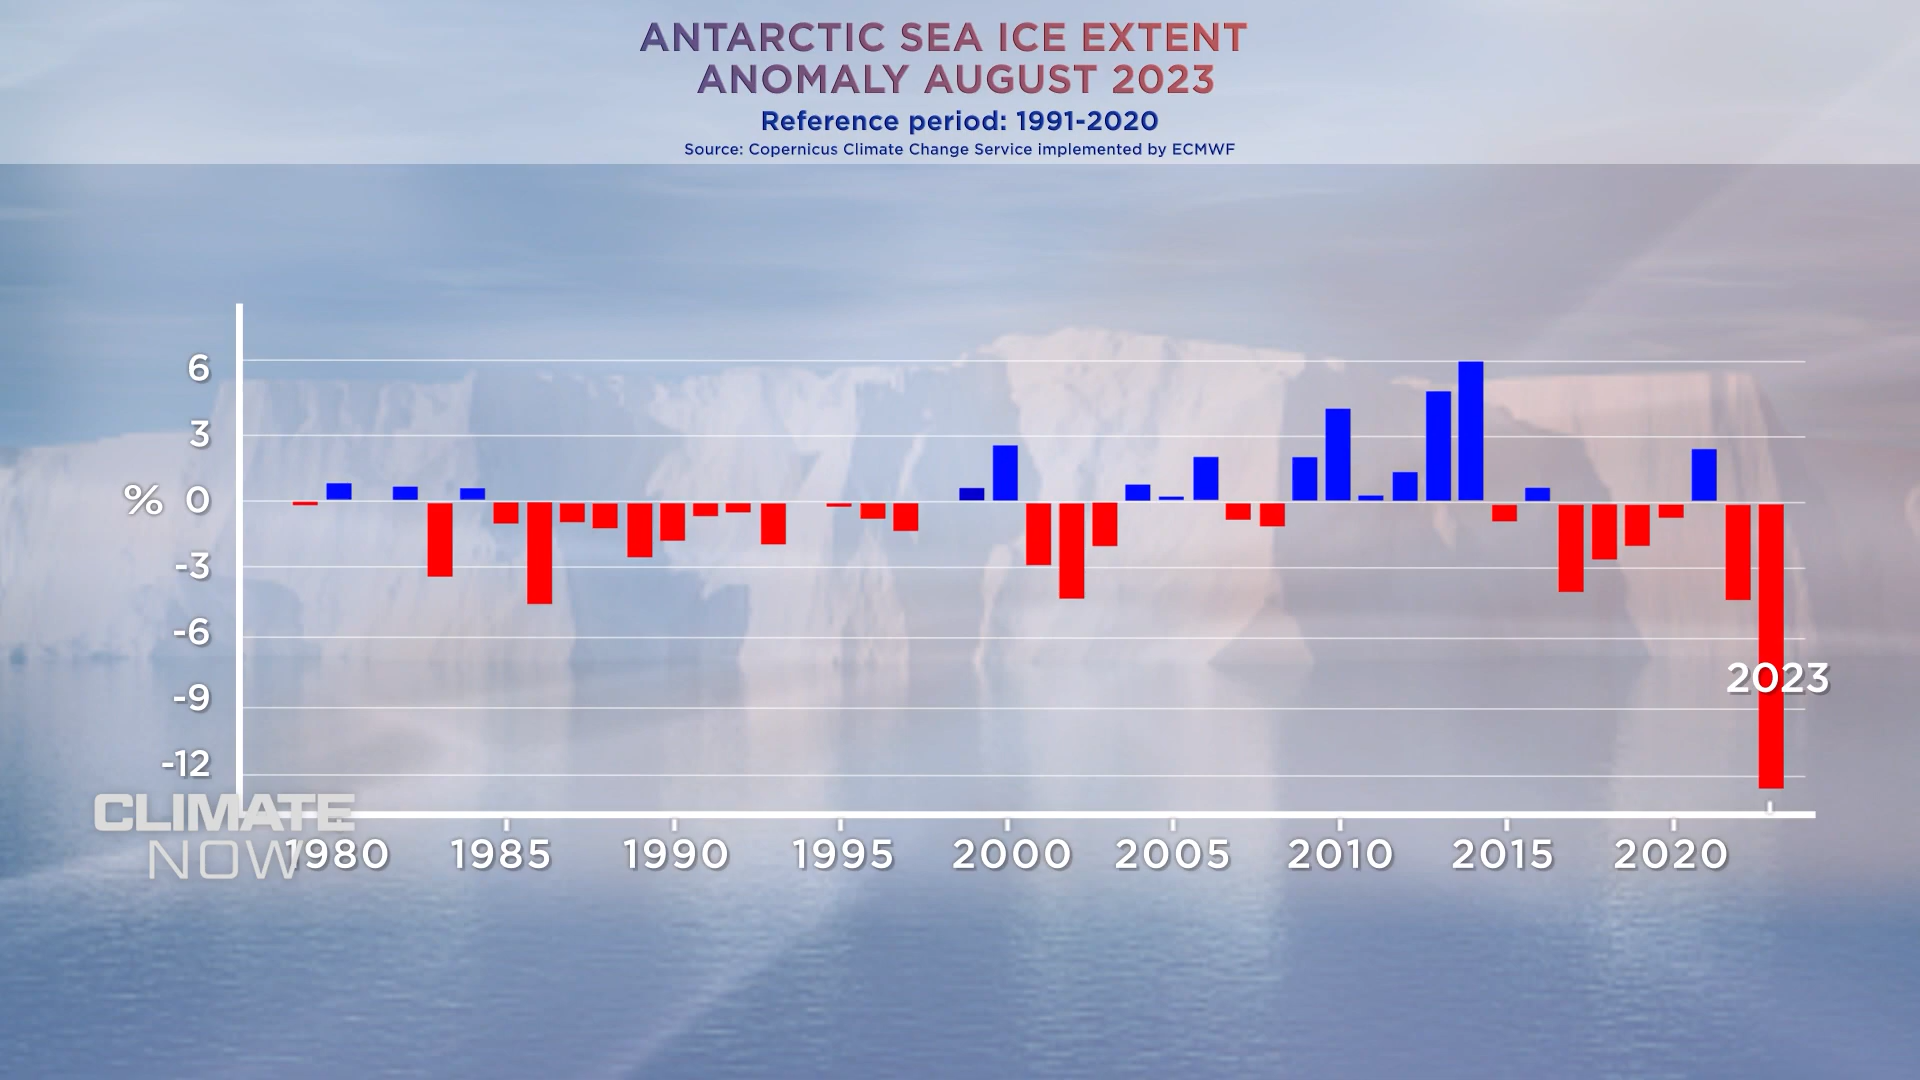 ANTARCTIC SEA ICE EXTENT
ANOMALY AUGUST 2023
Reference period: 1991-2020
Source: Copernicus Climate Change Service implemented by ECMWF
6
3
% 0
-3
-6
2023
-9
-12
CLIMATE
NOW
1980 1985 1990 1995 2000 2005 2010 2015 2020